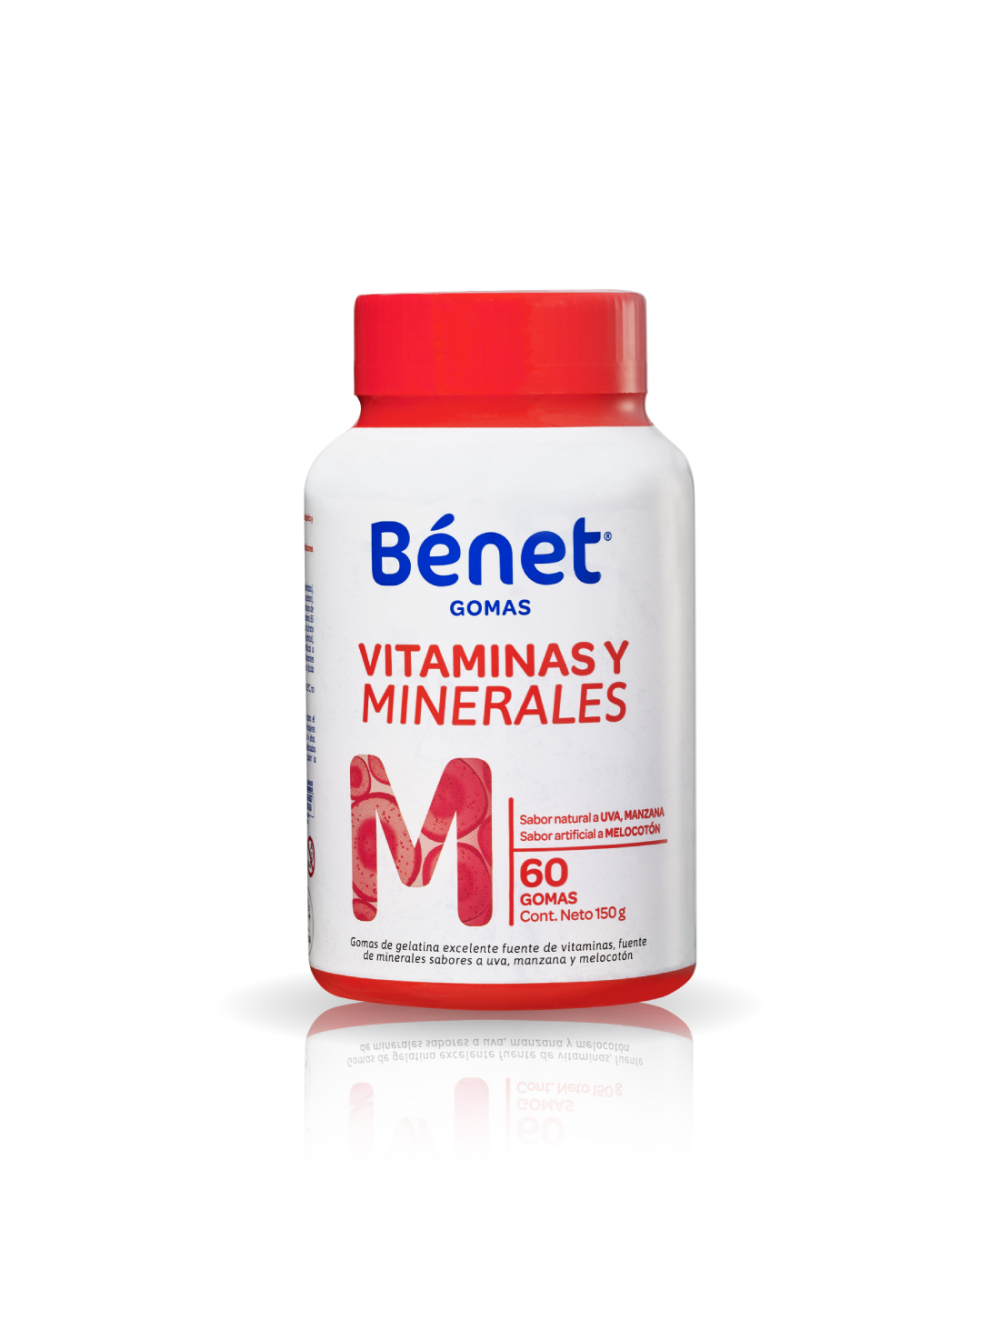 Bénet®
GOMAS
VITAMINAS Y
MINERALES
M
Sabor natural a UVA, MANZANA
Sabor artificial a MELOCOTÓN
60
GOMAS
Cont. Neto 150 g
Gomas de gelatina excelente fuente de vitaminas, fuente
de minerales sabores a uva, manzana y melocotón